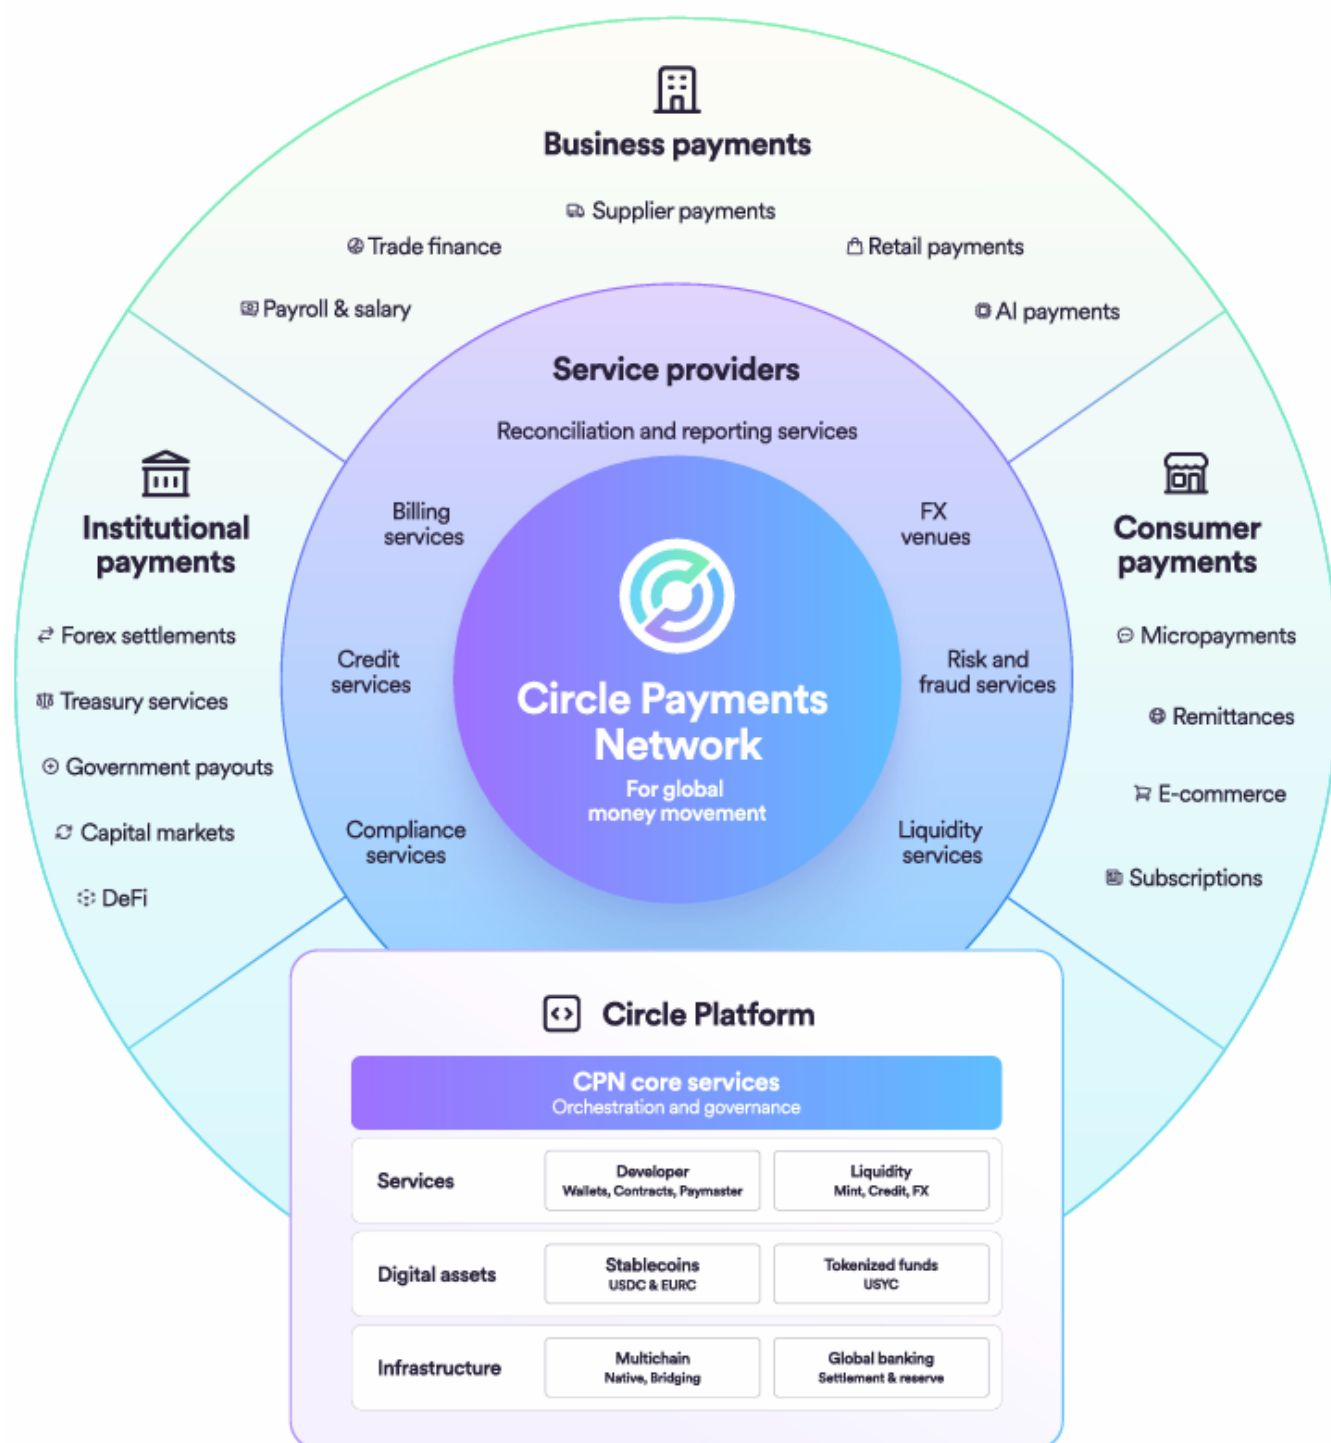 Business payments
Supplier payments
Trade finance
Retail payments
Payroll & salary
AI payments
Service providers
Reconciliation and reporting services
Billing
services
FX
venues
Credit
services
Risk and
fraud services
Compliance
services
Liquidity
services
Circle Payments
Network
For global
money movement
Institutional
payments
Forex settlements
Treasury services
Government payouts
Capital markets
DeFi
Consumer
payments
Micropayments
Remittances
E-commerce
Subscriptions
Circle Platform
CPN core services
Orchestration and governance
Services
Developer
Wallets, Contracts, Paymaster
Liquidity
Mint, Credit, FX
Digital assets
Stablecoins
USDC & EURC
Tokenized funds
USYC
Infrastructure
Multichain
Native, Bridging
Global banking
Settlement & reserve